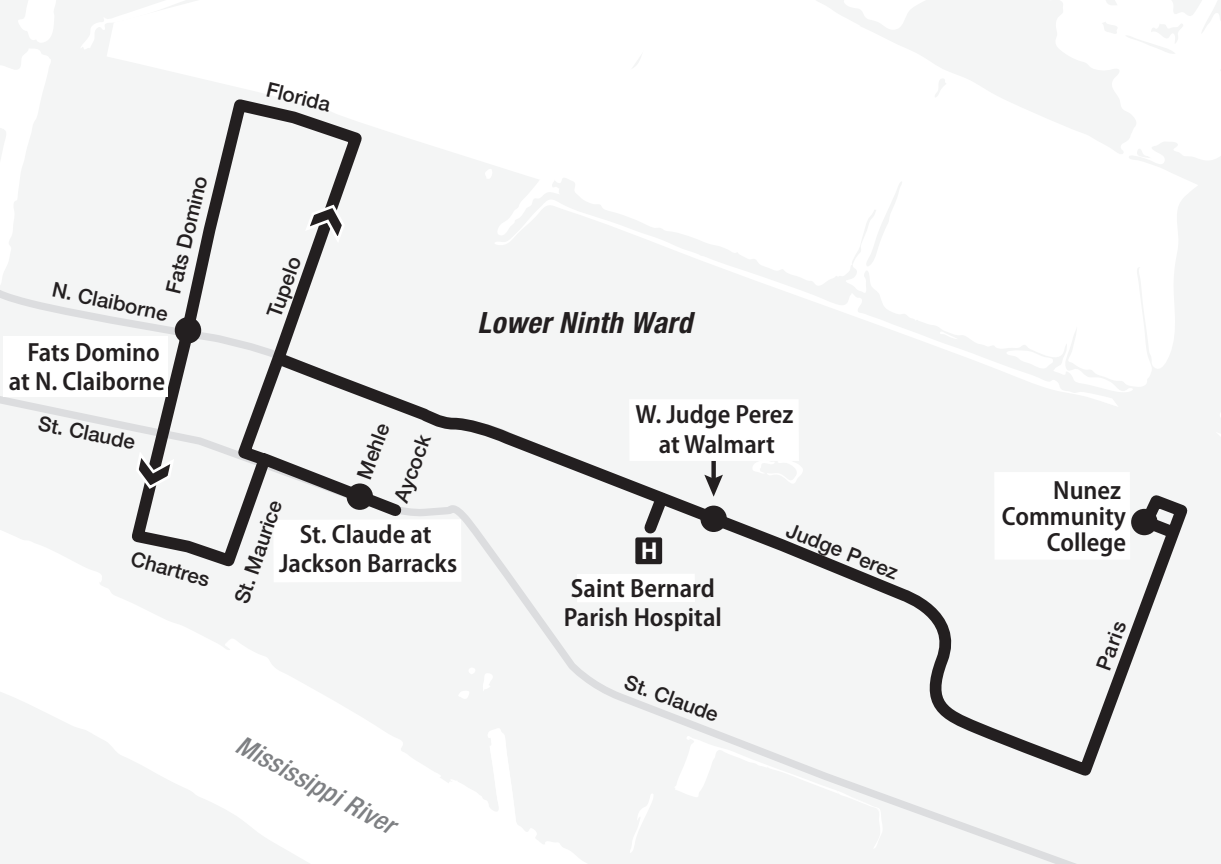 Florida
Fats Domino
Tupelo
N. Claiborne
Lower Ninth Ward
Fats Domino
at N. Claiborne
St. Claude
Mehle
Aycock
W. Judge Perez
at Walmart
Nunez
Community
College
St. Claude at
Jackson Barracks
H
Judge Perez
Chartres
St. Maurice
Saint Bernard
Parish Hospital
Paris
St. Claude
Mississippi River